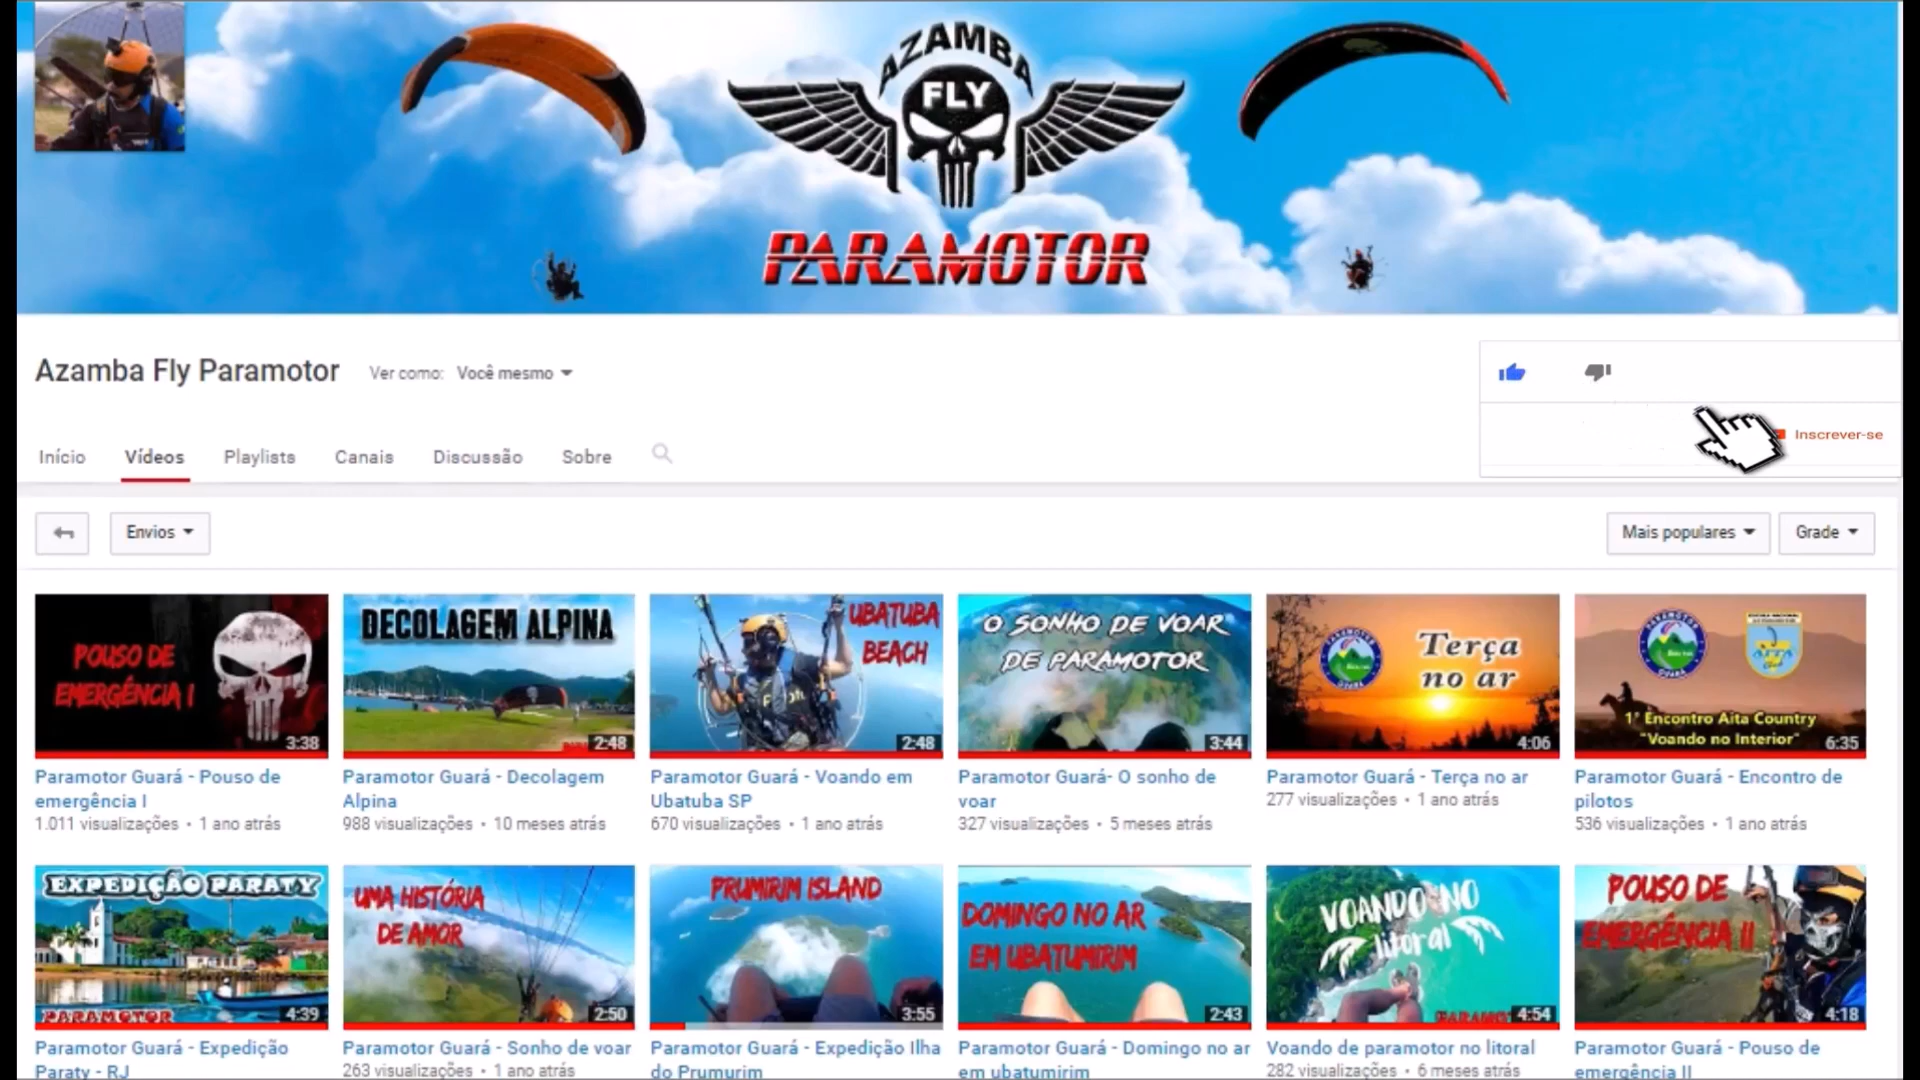 AZAMBA
FLY
PARAMOTOR
Azamba Fly Paramotor
Ver como: Você mesmo
Inscrever-se
Início
Vídeos
Playlists
Canais
Discussão
Sobre
Envios
Mais populares
Grade
POUSO DE
EMERGÊNCIA I
3:38
DECOLAGEM ALPINA
2:48
UBATUBA
BEACH
2:48
O SONHO DE VOAR
DE PARAMOTOR
3:44
Terça
no ar
4:06
1º Encontro Aita Country
"Voando no Interior"
6:35
Paramotor Guará - Pouso de
emergência I
1.011 visualizações • 1 ano atrás
Paramotor Guará - Decolagem
Alpina
988 visualizações • 10 meses atrás
Paramotor Guará - Voando em
Ubatuba SP
670 visualizações • 1 ano atrás
Paramotor Guará- O sonho de
voar
327 visualizações • 5 meses atrás
Paramotor Guará - Terça no ar
277 visualizações • 1 ano atrás
Paramotor Guará - Encontro de
pilotos
536 visualizações • 1 ano atrás
EXPEDIÇÃO PARATY
PARAMOTOR
4:39
UMA HISTÓRIA
DE AMOR
2:50
PRUMIRIM ISLAND
3:55
DOMINGO NO AR
EM UBATUMIRIM
2:43
VOANDO NO
litoral
4:54
POUSO DE
EMERGÊNCIA II
4:18
Paramotor Guará - Expedição
Paraty - RJ
Paramotor Guará - Sonho de voar
263 visualizações • 1 ano atrás
Paramotor Guará - Expedição Ilha
do Prumurim
Paramotor Guará - Domingo no ar
em ubatumirim
Voando de paramotor no litoral
282 visualizações • 6 meses atrás
Paramotor Guará - Pouso de
emergência II